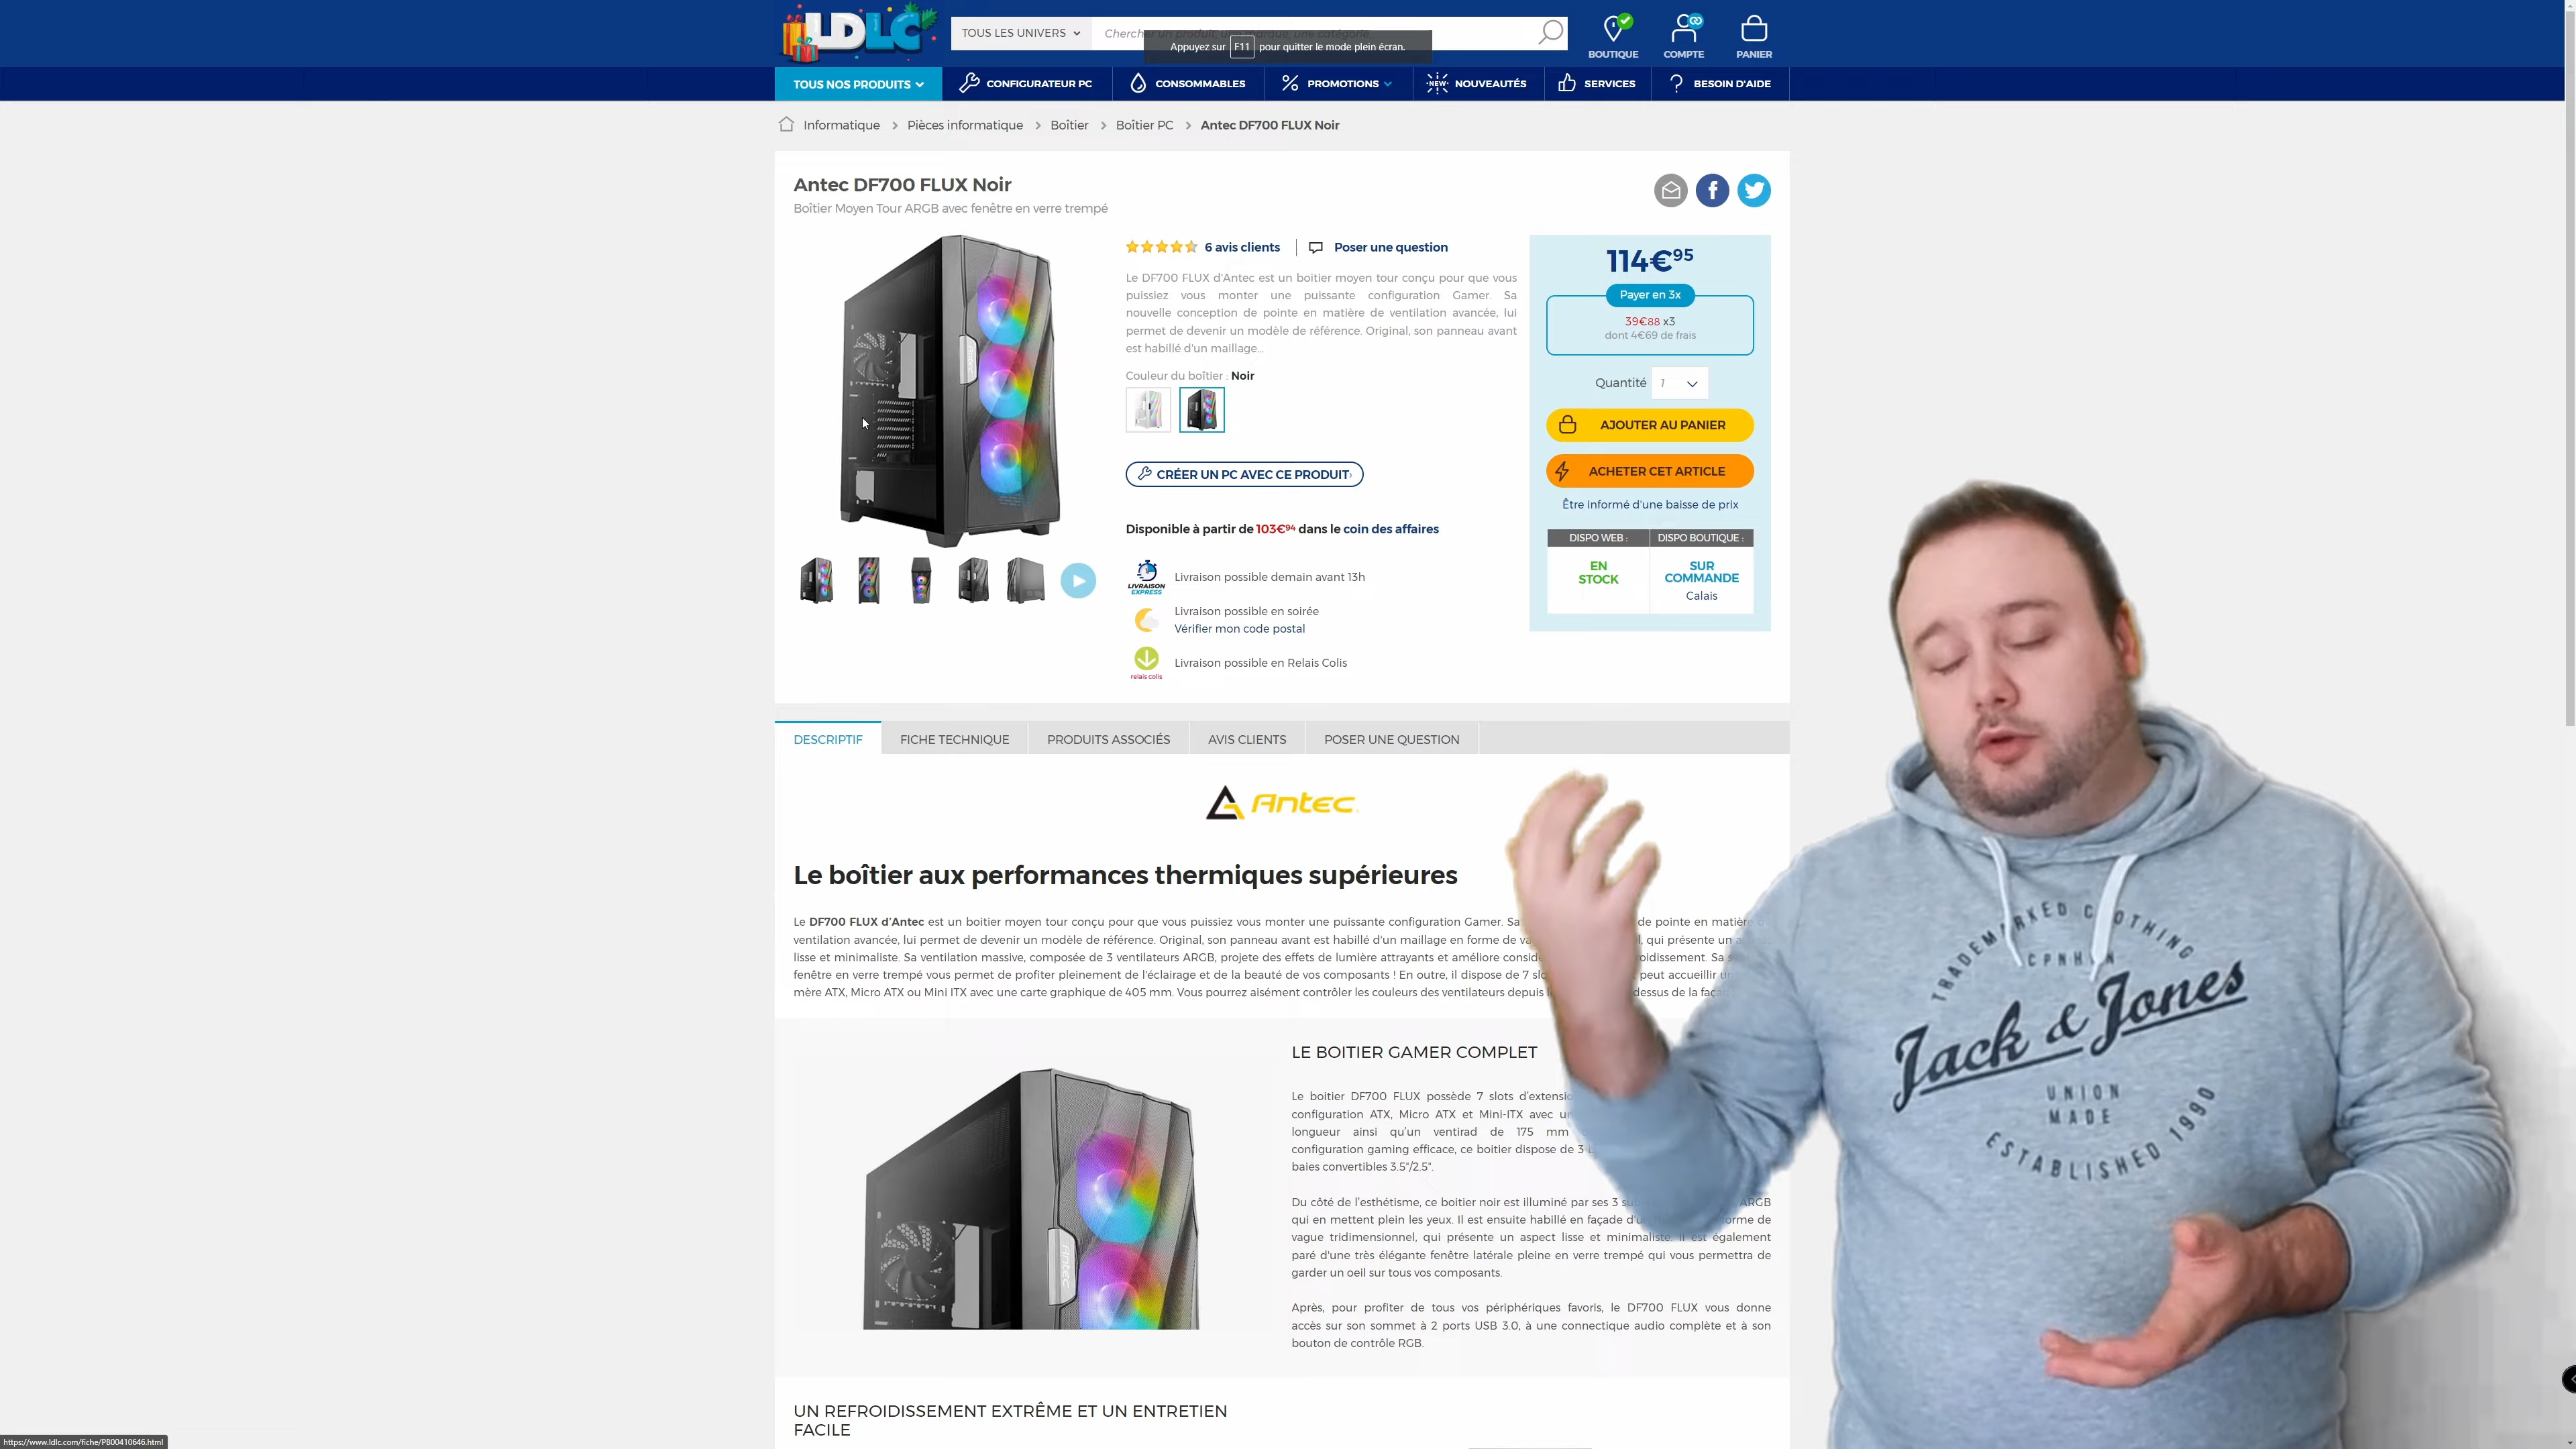 LDLC
TOUS LES UNIVERS
Appuyez sur F11 pour quitter le mode plein écran.
BOUTIQUE
COMPTE
PANIER
TOUS NOS PRODUITS
CONFIGURATEUR PC
CONSOMMABLES
PROMOTIONS
NEW
NOUVEAUTÉS
SERVICES
BESOIN D'AIDE
Informatique > Pièces informatique > Boîtier > Boîtier PC > Antec DF700 FLUX Noir
Antec DF700 FLUX Noir
Boîtier Moyen Tour ARGB avec fenêtre en verre trempé
6 avis clients
Poser une question
Le DF700 FLUX d'Antec est un boitier moyen tour conçu pour que vous
puissiez vous monter une puissante configuration Gamer. Sa
nouvelle conception de pointe en matière de ventilation avancée, lui
permet de devenir un modèle de référence. Original, son panneau avant
est habillé d'un maillage...
Couleur du boîtier : Noir
CRÉER UN PC AVEC CE PRODUIT
Disponible à partir de 103€94 dans le coin des affaires
LIVRAISON
EXPRESS
Livraison possible demain avant 13h
Livraison possible en soirée
Vérifier mon code postal
relais colis
Livraison possible en Relais Colis
114€95
Payer en 3x
39€88 x3
dont 4€69 de frais
Quantité 1
AJOUTER AU PANIER
ACHETER CET ARTICLE
Être informé d'une baisse de prix
DISPO WEB :
DISPO BOUTIQUE :
EN
STOCK
SUR
COMMANDE
Calais
DESCRIPTIF
FICHE TECHNIQUE
PRODUITS ASSOCIÉS
AVIS CLIENTS
POSER UNE QUESTION
Antec
Le boîtier aux performances thermiques supérieures
Le DF700 FLUX d'Antec est un boitier moyen tour conçu pour que vous puissiez vous monter une puissante configuration Gamer. Sa de pointe en matière
ventilation avancée, lui permet de devenir un modèle de référence. Original, son panneau avant est habillé d'un maillage en forme de qui présente un
lisse et minimaliste. Sa ventilation massive, composée de 3 ventilateurs ARGB, projette des effets de lumière attrayants et améliore
fenêtre en verre trempé vous permet de profiter pleinement de l'éclairage et de la beauté de vos composants ! En outre, il dispose de 7 peut accueillir
mère ATX, Micro ATX ou Mini ITX avec une carte graphique de 405 mm. Vous pourrez aisément contrôler les couleurs des ventilateurs depuis dessus de la
LE BOITIER GAMER COMPLET
Le boitier DF700 FLUX possède 7 slots
configuration ATX, Micro ATX et Mini-ITX avec
longueur ainsi qu'un ventirad de 175 mm
configuration gaming efficace, ce boitier dispose de 3
baies convertibles 3.5"/2.5".
Du côté de l'esthétisme, ce boitier noir est illuminé par ses 3 ARGB
qui en mettent plein les yeux. Il est ensuite habillé en façade forme de
vague tridimensionnel, qui présente un aspect lisse et minimaliste. Il est également
paré d'une très élégante fenêtre latérale pleine en verre trempé qui vous permettra de
garder un oeil sur tous vos composants.
Après, pour profiter de tous vos périphériques favoris, le DF700 FLUX vous donne
accès sur son sommet à 2 ports USB 3.0, à une connectique audio complète et à son
bouton de contrôle RGB.
UN REFROIDISSEMENT EXTRÊME ET UN ENTRETIEN
FACILE
TRADEMARKED CLOTHING
CPNHGN
Jack & Jones
UNION
MADE
ESTABLISHED 1990
https://www.ldlc.com/fiche/PB00410646.html